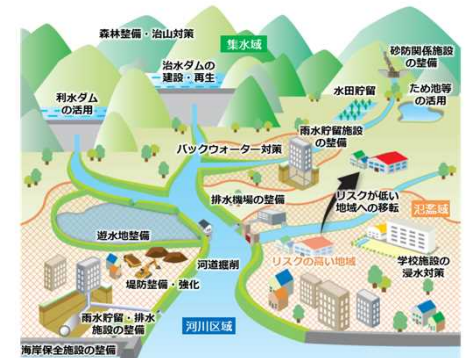 森林整備・治山対策
集水域
砂防関係施設
の整備
治水ダムの
建設・再生
利水ダム
の活用
水田貯留
ため池等
の活用
雨水貯留施設
の整備
バックウォーター対策
排水機場の整備
リスクが低い
地域への移転
氾濫域
遊水地整備
リスクの高い地域
学校施設の
浸水対策
河道掘削
堤防整備・強化
雨水貯留・排水
施設の整備
河川区域
海岸保全施設の整備